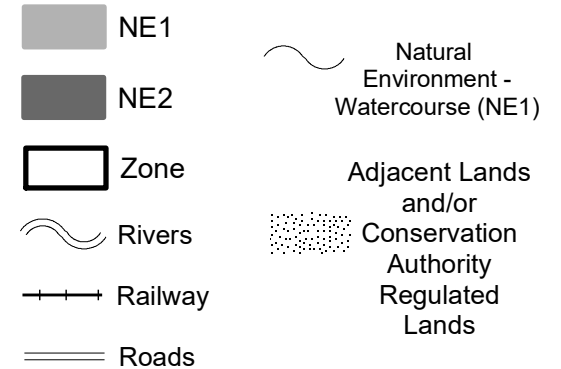 NE1
NE2
Zone
Rivers
Railway
Roads
Natural
Environment -
Watercourse (NE1)
Adjacent Lands
and/or
Conservation
Authority
Regulated
Lands